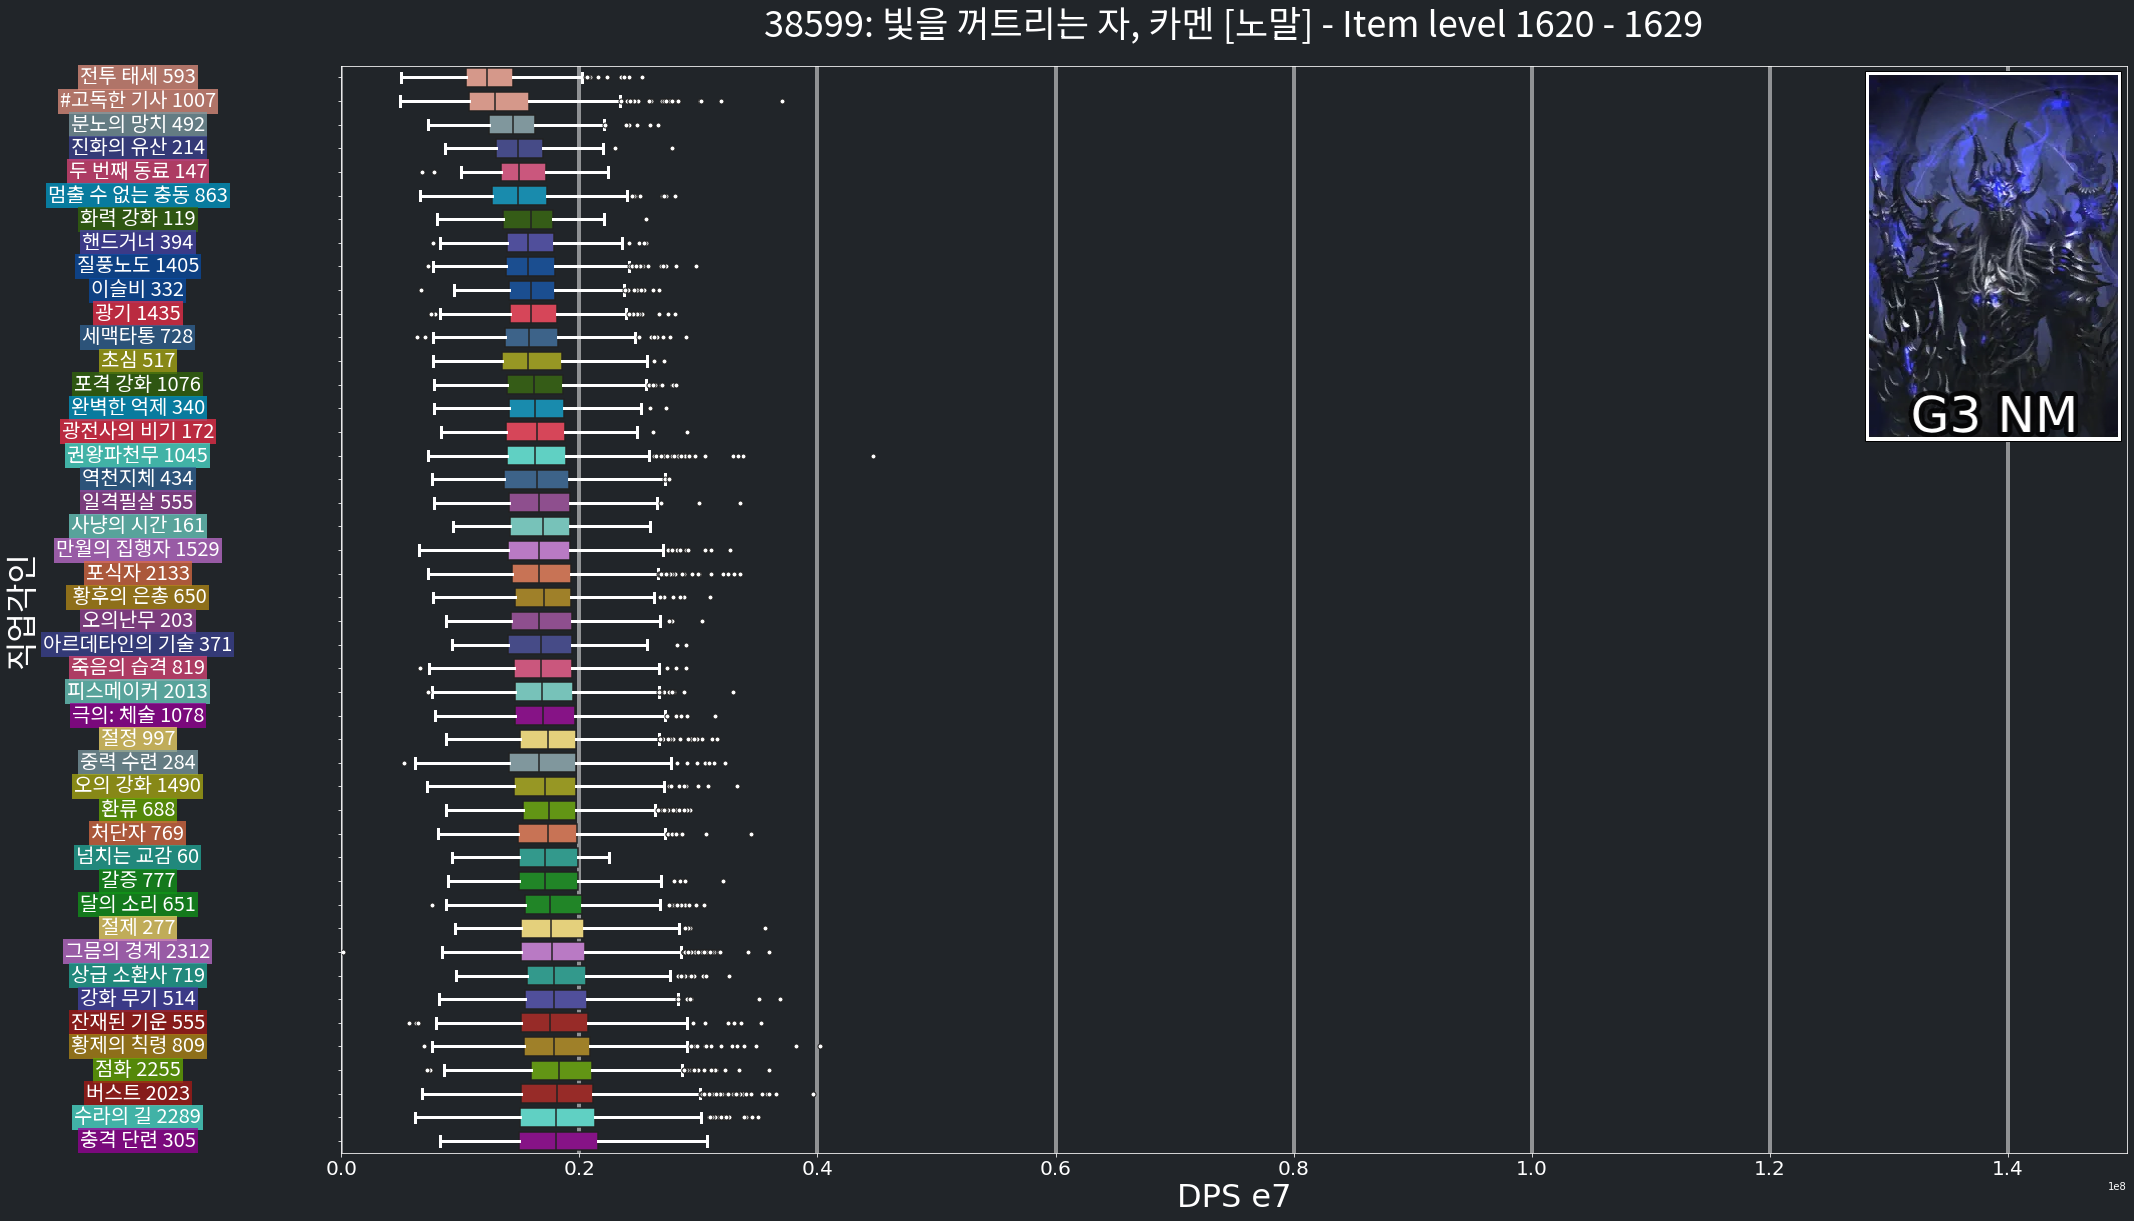 38599: 빛을 꺼트리는 자, 카멘 [노말] - Item level 1620 - 1629
전투 태세 593
#고독한 기사 1007
분노의 망치 492
진화의 유산 214
두 번째 동료 147
멈출 수 없는 충동 863
화력 강화 119
핸드거너 394
질풍노도 1405
이슬비 332
광기 1435
세맥타통 728
초심 517
포격 강화 1076
완벽한 억제 340
광전사의 비기 172
권왕파천무 1045
역천지체 434
일격필살 555
사냥의 시간 161
만월의 집행자 1529
포식자 2133
황후의 은총 650
오의난무 203
아르데타인의 기술 371
죽음의 습격 819
피스메이커 2013
극의: 체술 1078
절정 997
중력 수련 284
오의 강화 1490
환류 688
처단자 769
넘치는 교감 60
갈증 777
달의 소리 651
절제 277
그믐의 경계 2312
상급 소환사 719
강화 무기 514
잔재된 기운 555
황제의 칙령 809
점화 2255
버스트 2023
수라의 길 2289
충격 단련 305
직업각인
G3 NM
0.0 0.2 0.4 0.6 0.8 1.0 1.2 1.4
1e8
DPS e7